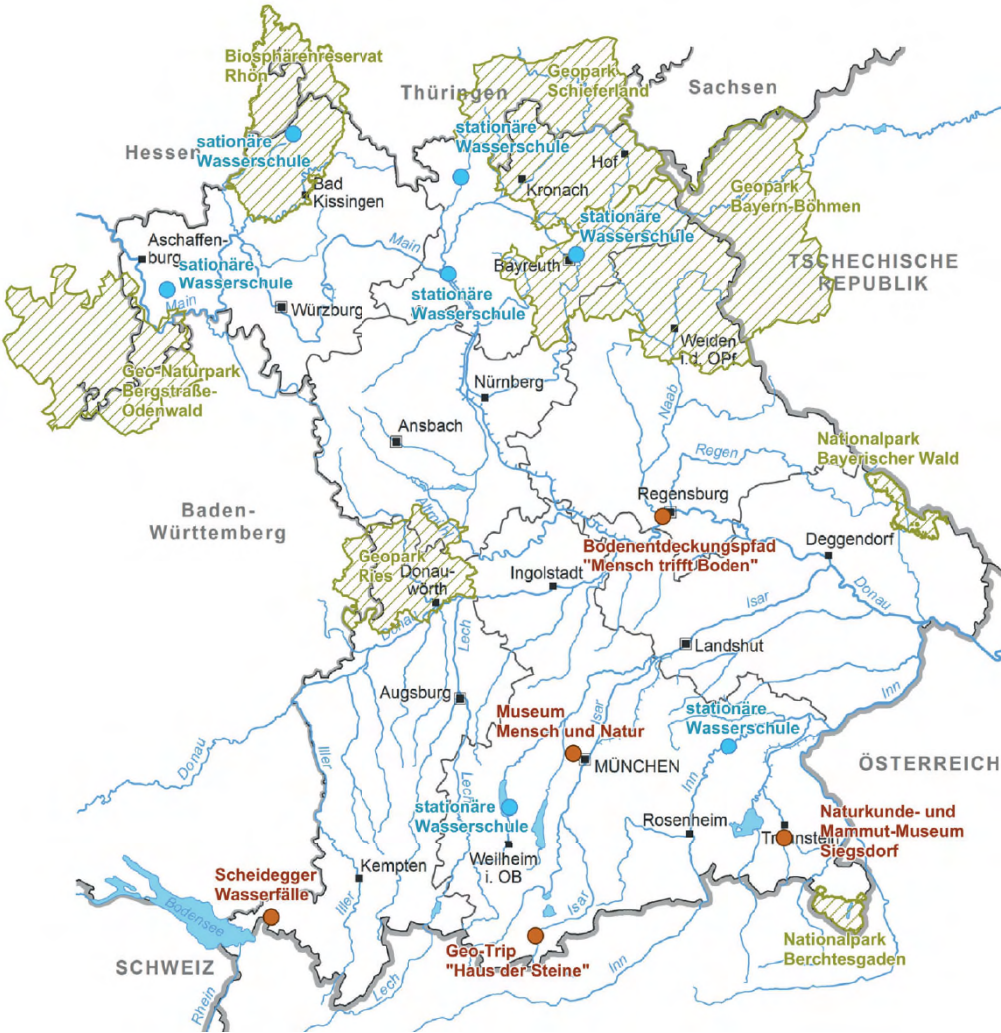 Biosphärenreservat
Rhön
Thüringen
Geopark
Schieferland
Sachsen
Hessen
stationäre
Wasserschule
stationäre
Wasserschule
Hof
Kronach
Bad
Kissingen
Geopark
Bayern-Böhmen
stationäre
Wasserschule
Aschaffen-
burg
Main
stationäre
Wasserschule
Main
Bayreuth
TSCHECHISCHE
REPUBLIK
stationäre
Wasserschule
Würzburg
Weiden
i.d. OPf
Geo-Naturpark
Bergstraße-
Odenwald
Nürnberg
Naab
Ansbach
Regen
Nationalpark
Bayerischer Wald
Baden-
Württemberg
Regensburg
Bodenentdeckungspfad
"Mensch trifft Boden"
Deggendorf
Geopark
Ries
Donau-
wörth
Ingolstadt
Isar
Donau
Donau
Lech
Landshut
Augsburg
Museum
Mensch und Natur
Isar
stationäre
Wasserschule
Inn
Donau
Iller
MÜNCHEN
ÖSTERREICH
Lech
Inn
stationäre
Wasserschule
Rosenheim
Naturkunde- und
Mammut-Museum
Siegsdorf
Traunstein
Weilheim
i. OB
Kempten
Scheidegger
Wasserfälle
Iller
Isar
Bodensee
Geo-Trip
"Haus der Steine"
Nationalpark
Berchtesgaden
SCHWEIZ
Lech
Inn
Rhein